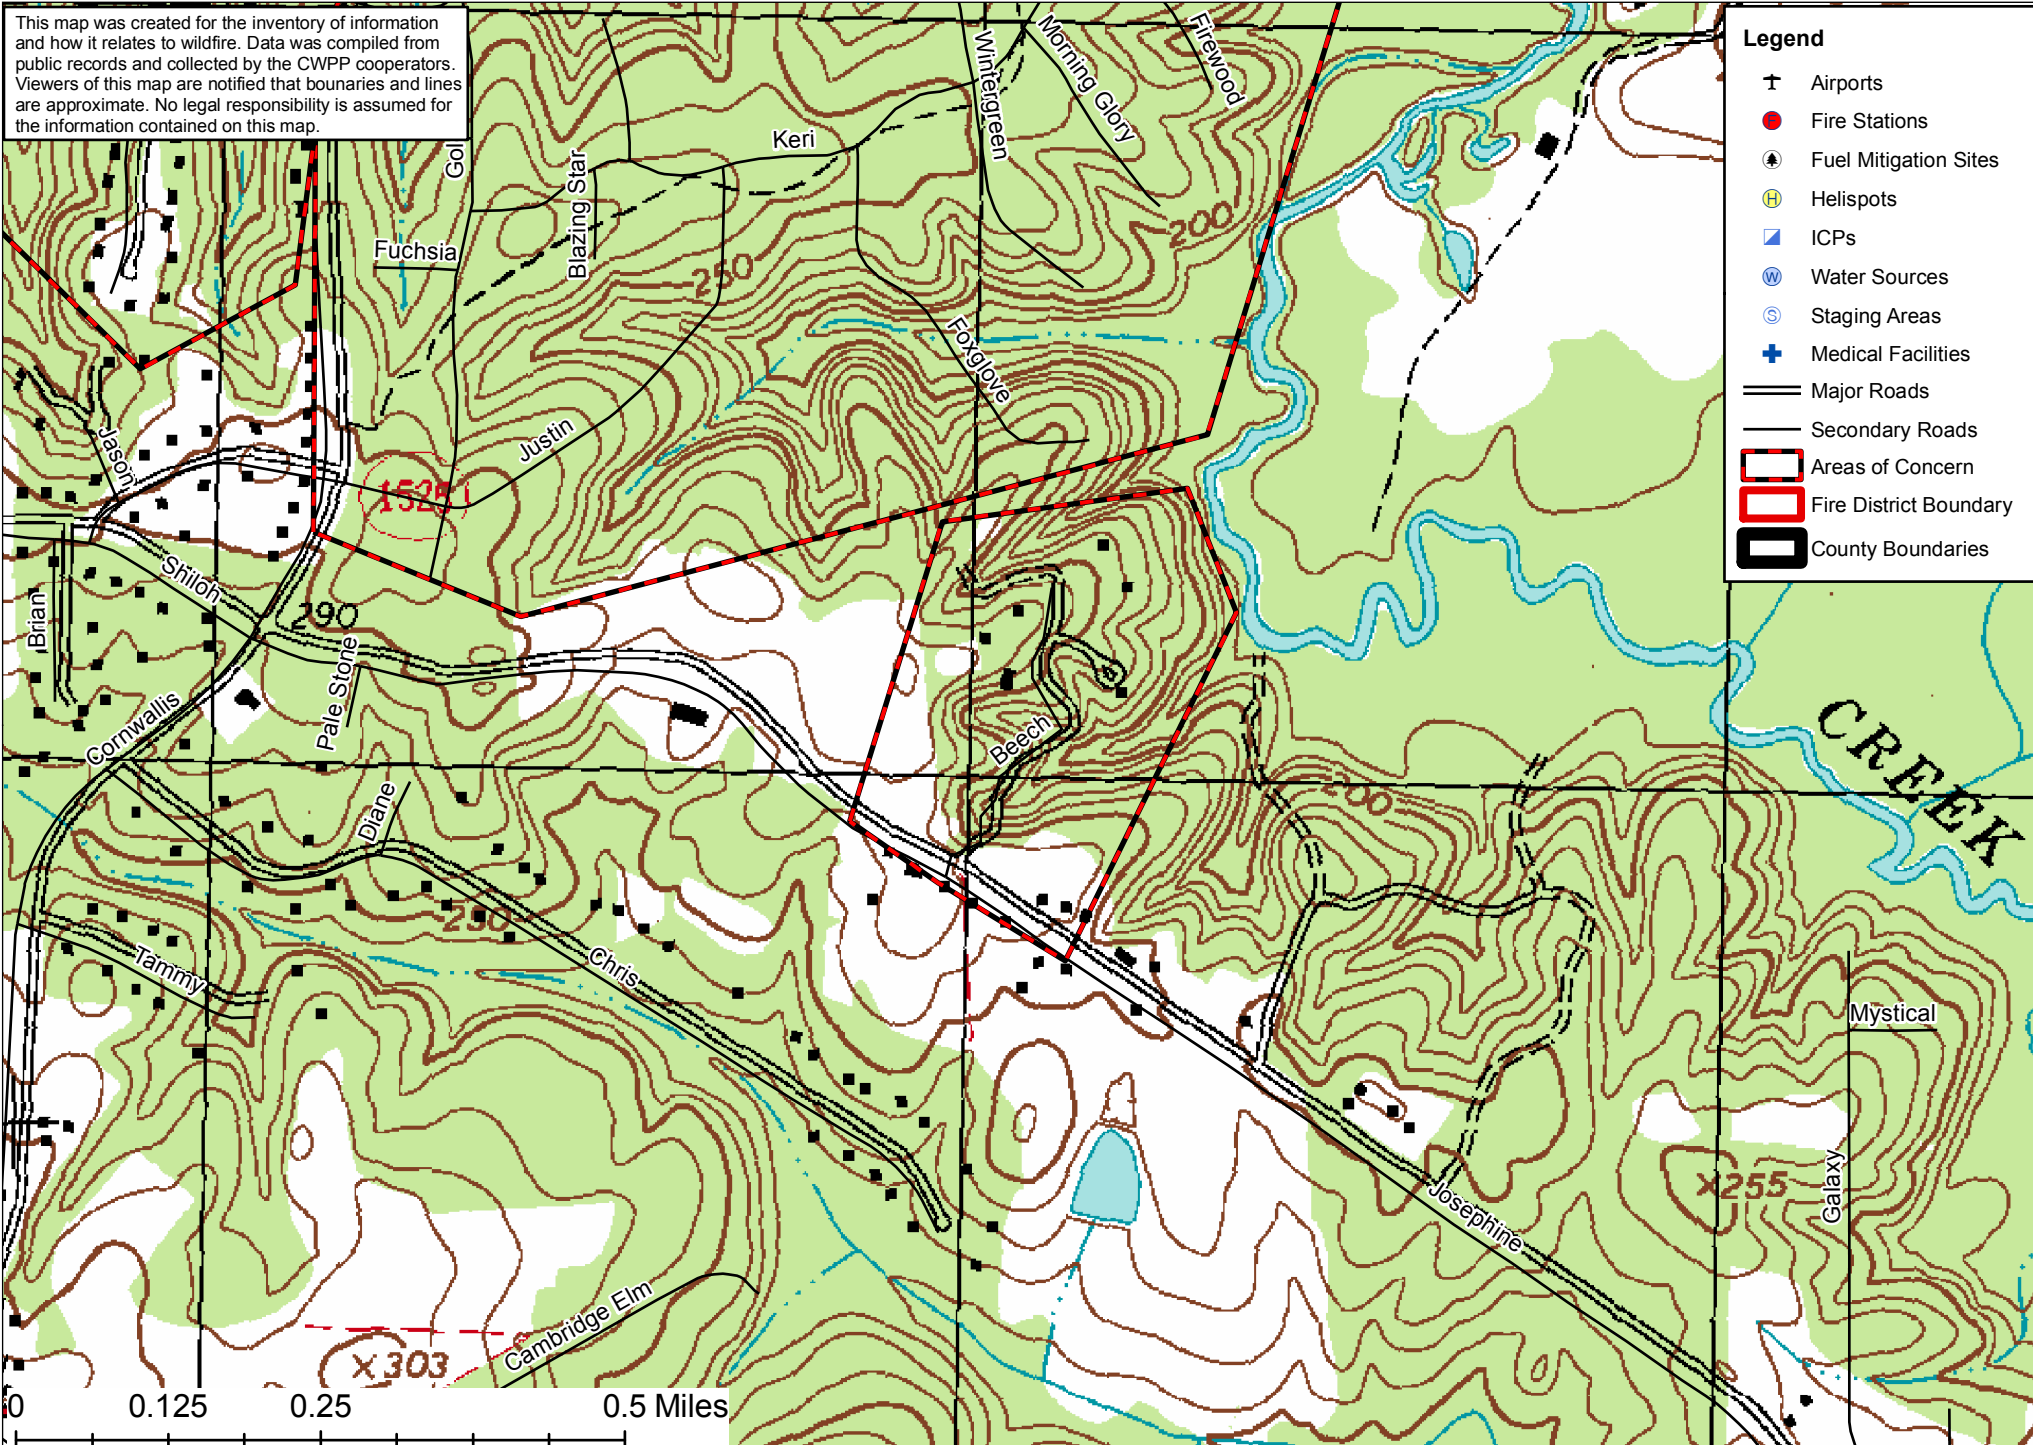 This map was created for the inventory of information
and how it relates to wildfire. Data was compiled from
public records and collected by the CWPP cooperators.
Viewers of this map are notified that bounaries and lines
are approximate. No legal responsibility is assumed for
the information contained on this map.
Legend
Airports
F Fire Stations
Fuel Mitigation Sites
H Helispots
ICPs
W Water Sources
S Staging Areas
Medical Facilities
Major Roads
Secondary Roads
Areas of Concern
Fire District Boundary
County Boundaries
Wintergreen
Morning Glory
Firewood
Keri
Gol
Blazing Star
Fuchsia
200
250
Foxglove
Justin
Jason
Shiloh
290
Brian
Pale Stone
Cornwallis
Beech
CREEK
200
Diane
250
Chris
Tammy
Mystical
Galaxy
x255
Josephine
Cambridge Elm
x303
0 0.125 0.25 0.5 Miles